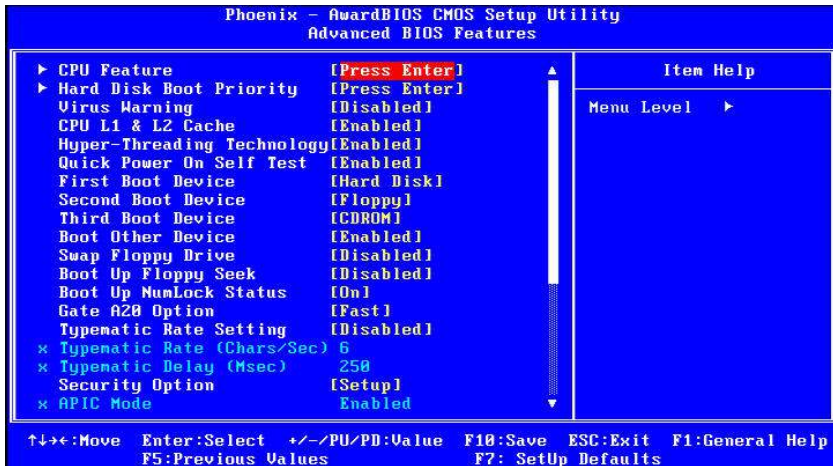 Phoenix - AwardBIOS CMOS Setup Utility
Advanced BIOS Features
► CPU Feature [Press Enter]
► Hard Disk Boot Priority [Press Enter]
Virus Warning [Disabled]
CPU L1 & L2 Cache [Enabled]
Hyper-Threading Technology[Enabled]
Quick Power On Self Test [Enabled]
First Boot Device [Hard Disk]
Second Boot Device [Floppy]
Third Boot Device [CDROM]
Boot Other Device [Enabled]
Swap Floppy Drive [Disabled]
Boot Up Floppy Seek [Disabled]
Boot Up NumLock Status [On]
Gate A20 Option [Fast]
Typematic Rate Setting [Disabled]
x Typematic Rate (Chars/Sec) 6
x Typematic Delay (Msec) 250
Security Option [Setup]
x APIC Mode Enabled
Item Help
Menu Level ►
↑↓→←:Move Enter:Select +/-/PU/PD:Value F10:Save ESC:Exit F1:General Help
F5:Previous Values F7: SetUp Defaults